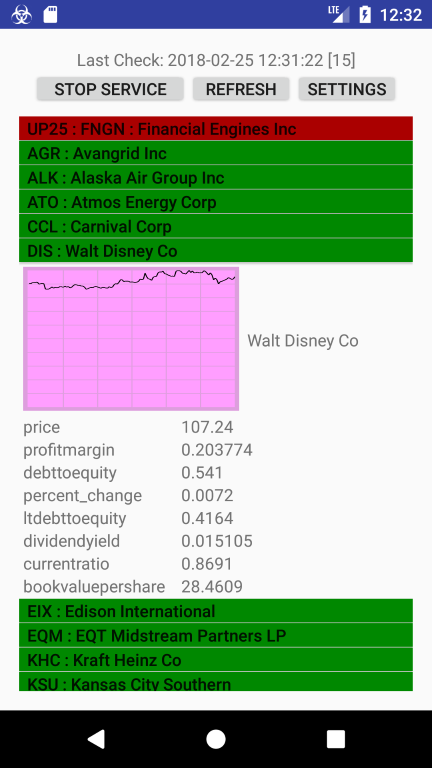 LTE 12:32
Last Check: 2018-02-25 12:31:22 [15]
STOP SERVICE REFRESH SETTINGS
UP25 : FNGN : Financial Engines Inc
AGR : Avangrid Inc
ALK : Alaska Air Group Inc
ATO : Atmos Energy Corp
CCL : Carnival Corp
DIS : Walt Disney Co
Walt Disney Co
price 107.24
profitmargin 0.203774
debttoequity 0.541
percent_change 0.0072
ltdebttoequity 0.4164
dividendyield 0.015105
currentratio 0.8691
bookvaluepershare 28.4609
EIX : Edison International
EQM : EQT Midstream Partners LP
KHC : Kraft Heinz Co
KSU : Kansas City Southern